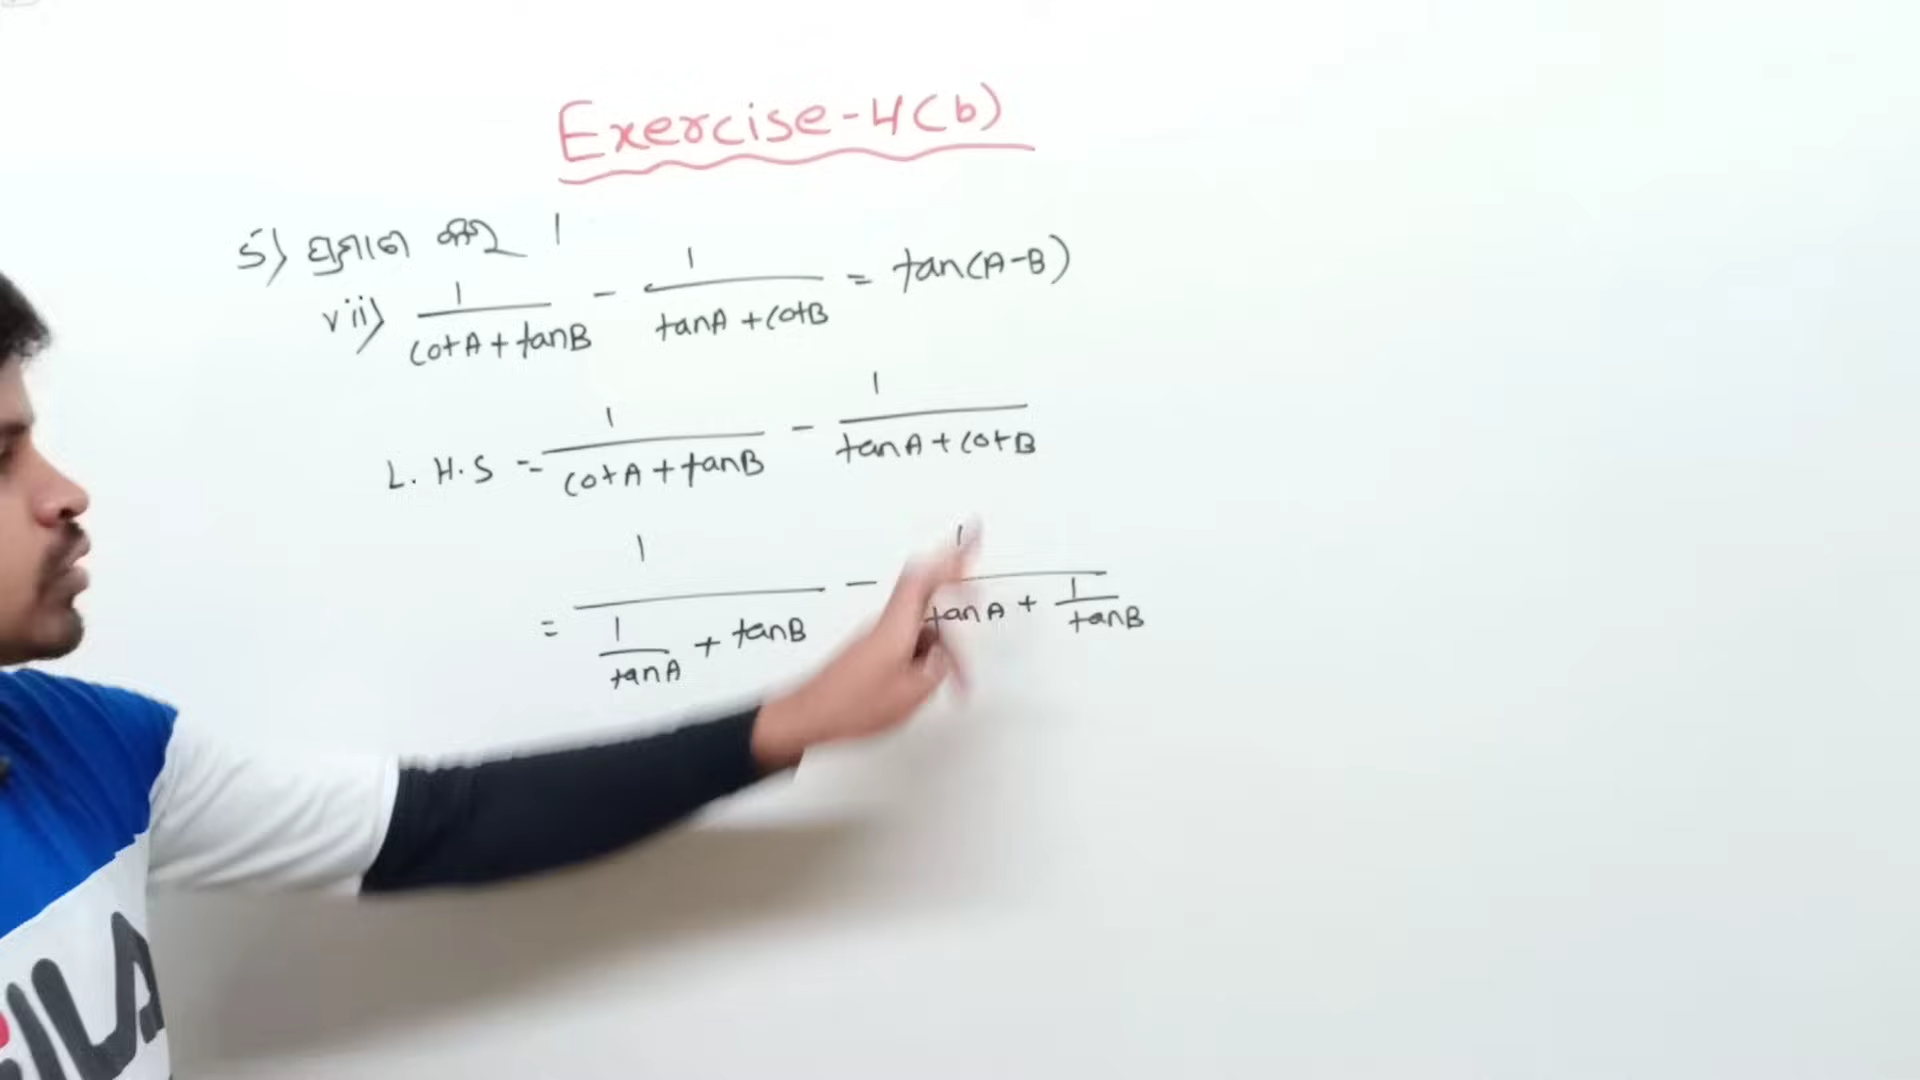 Exercise-4(b)
5) ପ୍ରମାଣ କର ।
vii) 1/(cotA + tanB) - 1/(tanA + cotB) = tan(A-B)
L.H.S = 1/(cotA + tanB) - 1/(tanA + cotB)
= 1/(1/tanA + tanB) - 1/(tanA + 1/tanB)
ILA